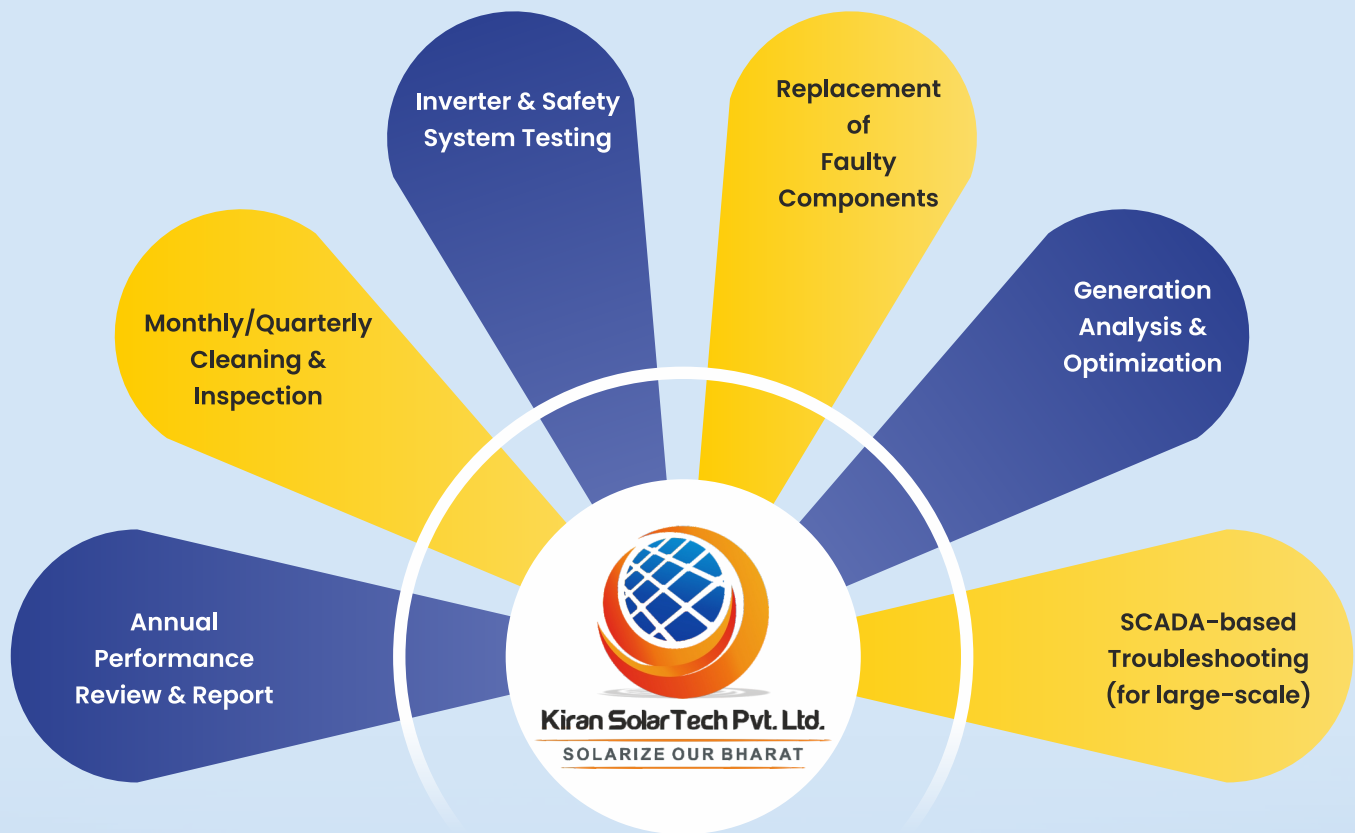 Inverter & Safety
System Testing
Replacement
of
Faulty
Components
Monthly/Quarterly
Cleaning &
Inspection
Generation
Analysis &
Optimization
Annual
Performance
Review & Report
SCADA-based
Troubleshooting
(for large-scale)
Kiran SolarTech Pvt. Ltd.
SOLARIZE OUR BHARAT